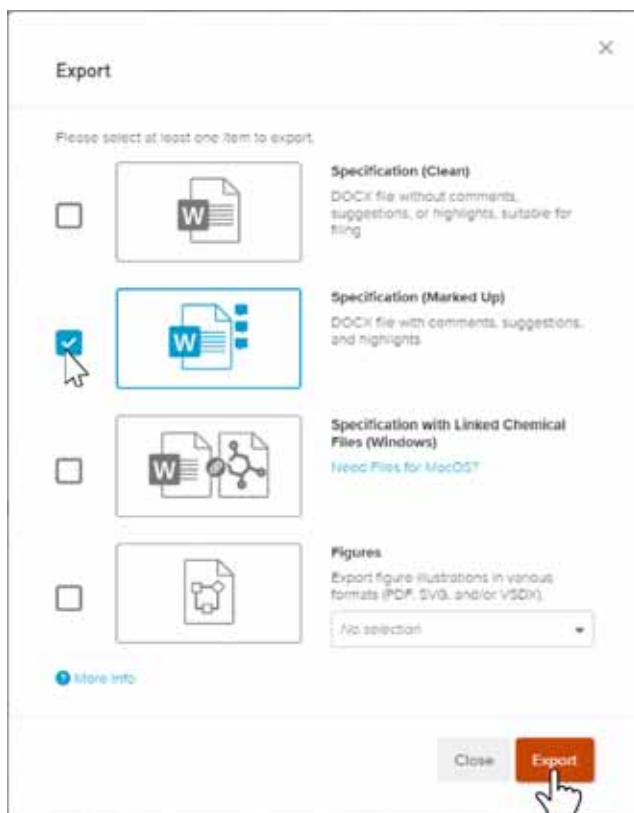 Export
Please select at least one item to export.
Specification (Clean)
DOCX file without comments,
suggestions, or highlights, suitable for
filing
W
Specification (Marked Up)
DOCX file with comments, suggestions,
and highlights
W
Specification with Linked Chemical
Files (Windows)
Need Files for MacOS?
W
Figures
Export figure illustrations in various
formats (PDF, SVG, and/or VSDX).
No selection
? More Info
Close
Export